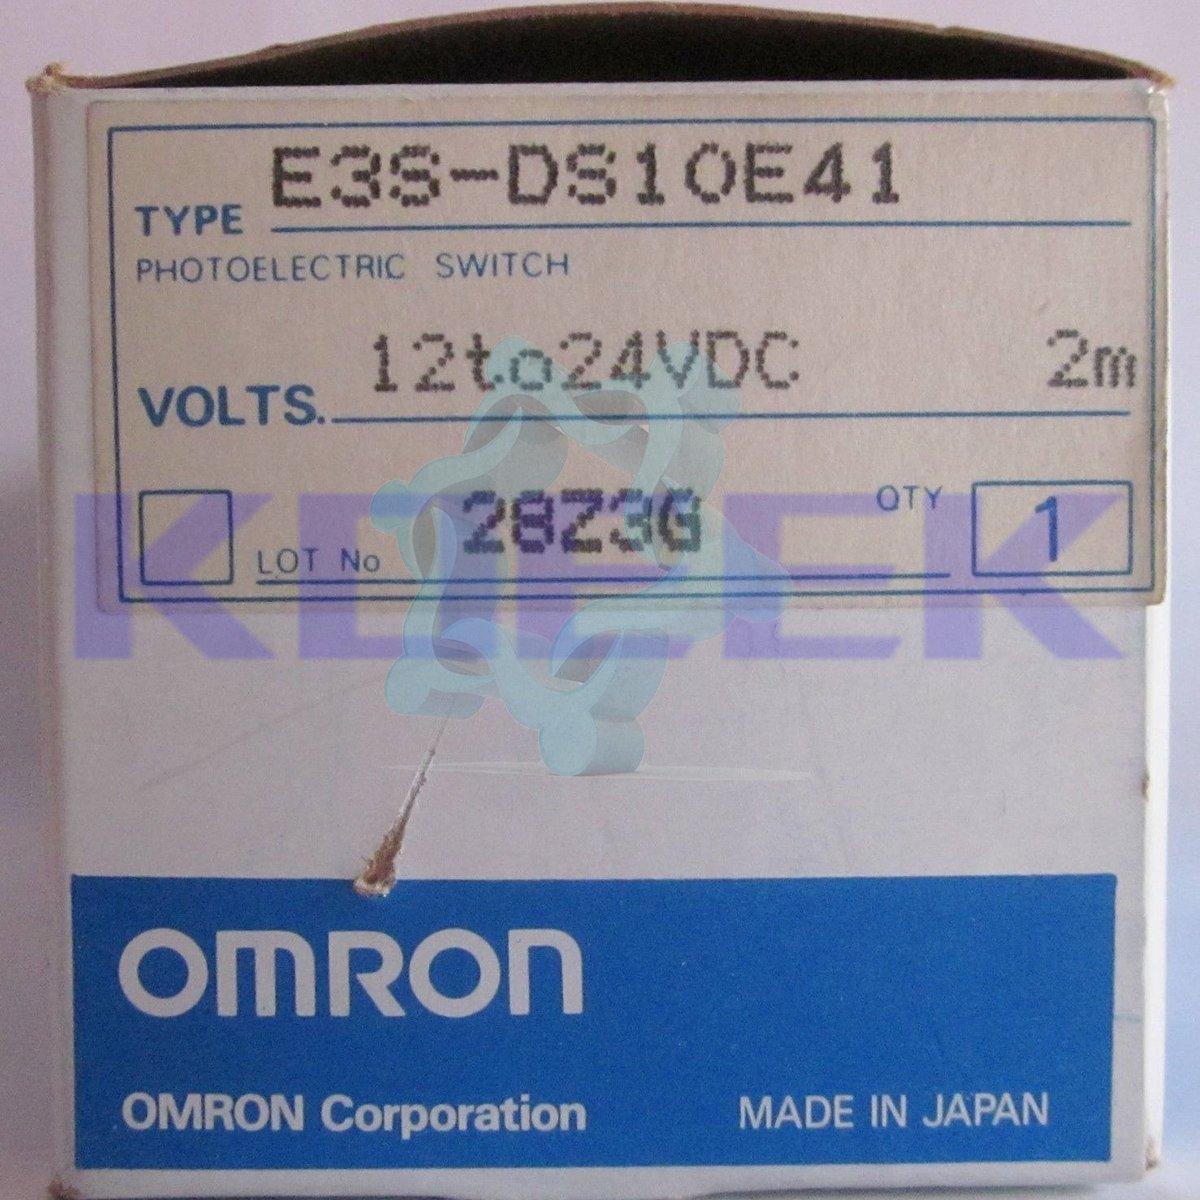 E3S-DS10E41
TYPE
PHOTOELECTRIC SWITCH
12to24VDC 2m
VOLTS.
28Z3G QTY 1
LOT No
OMRON
OMRON Corporation MADE IN JAPAN